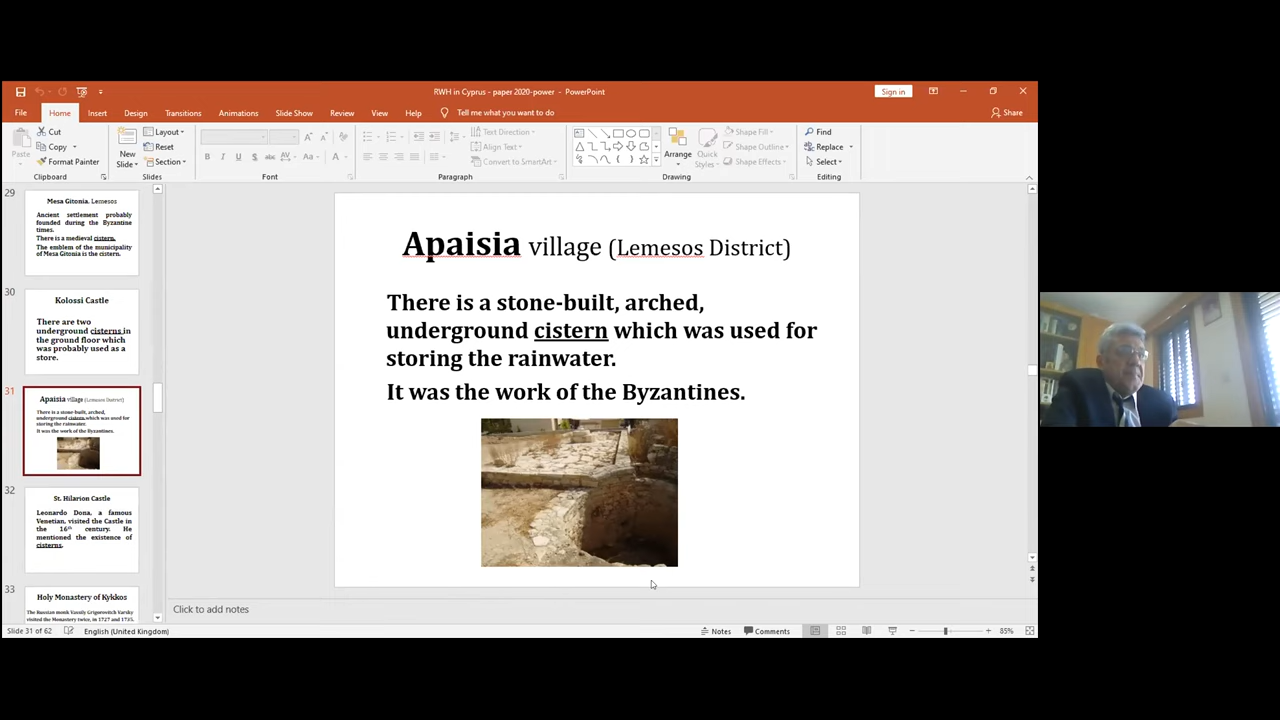 RWH in Cyprus - paper 2020-power - PowerPoint
Sign in
File Home Insert Design Transitions Animations Slide Show Review View Help Tell me what you want to do
Share
Paste
Cut
Copy
Format Painter
Clipboard
New Slide
Layout
Reset
Section
Slides
B I U S abc AV Aa A
Font
Text Direction
Align Text
Convert to SmartArt
Paragraph
Arrange
Quick Styles
Shape Fill
Shape Outline
Shape Effects
Drawing
Find
Replace
Select
Editing
29
Mesa Gitonia. Lemesos
Ancient settlement probably
founded during the Byzantine
times.
There is a medieval cistern.
The emblem of the municipality
of Mesa Gitonia is the cistern.
30
Kolossi Castle
There are two
underground cisterns in
the ground floor which
was probably used as a
store.
31
Apaisia village (Lemesos District)
There is a stone-built, arched,
underground cistern which was used for
storing the rainwater.
It was the work of the Byzantines.
32
St. Hilarion Castle
Leonardo Dona, a famous
Venetian, visited the Castle in
the 16th century. He
mentioned the existence of
cisterns.
33
Holy Monastery of Kykkos
The Russian monk Vassily Grigorovitch Varsky
visited the Monastery twice, in 1727 and 1735.
Apaisia village (Lemesos District)
There is a stone-built, arched,
underground cistern which was used for
storing the rainwater.
It was the work of the Byzantines.
Click to add notes
Slide 31 of 62 English (United Kingdom) Notes Comments 85%